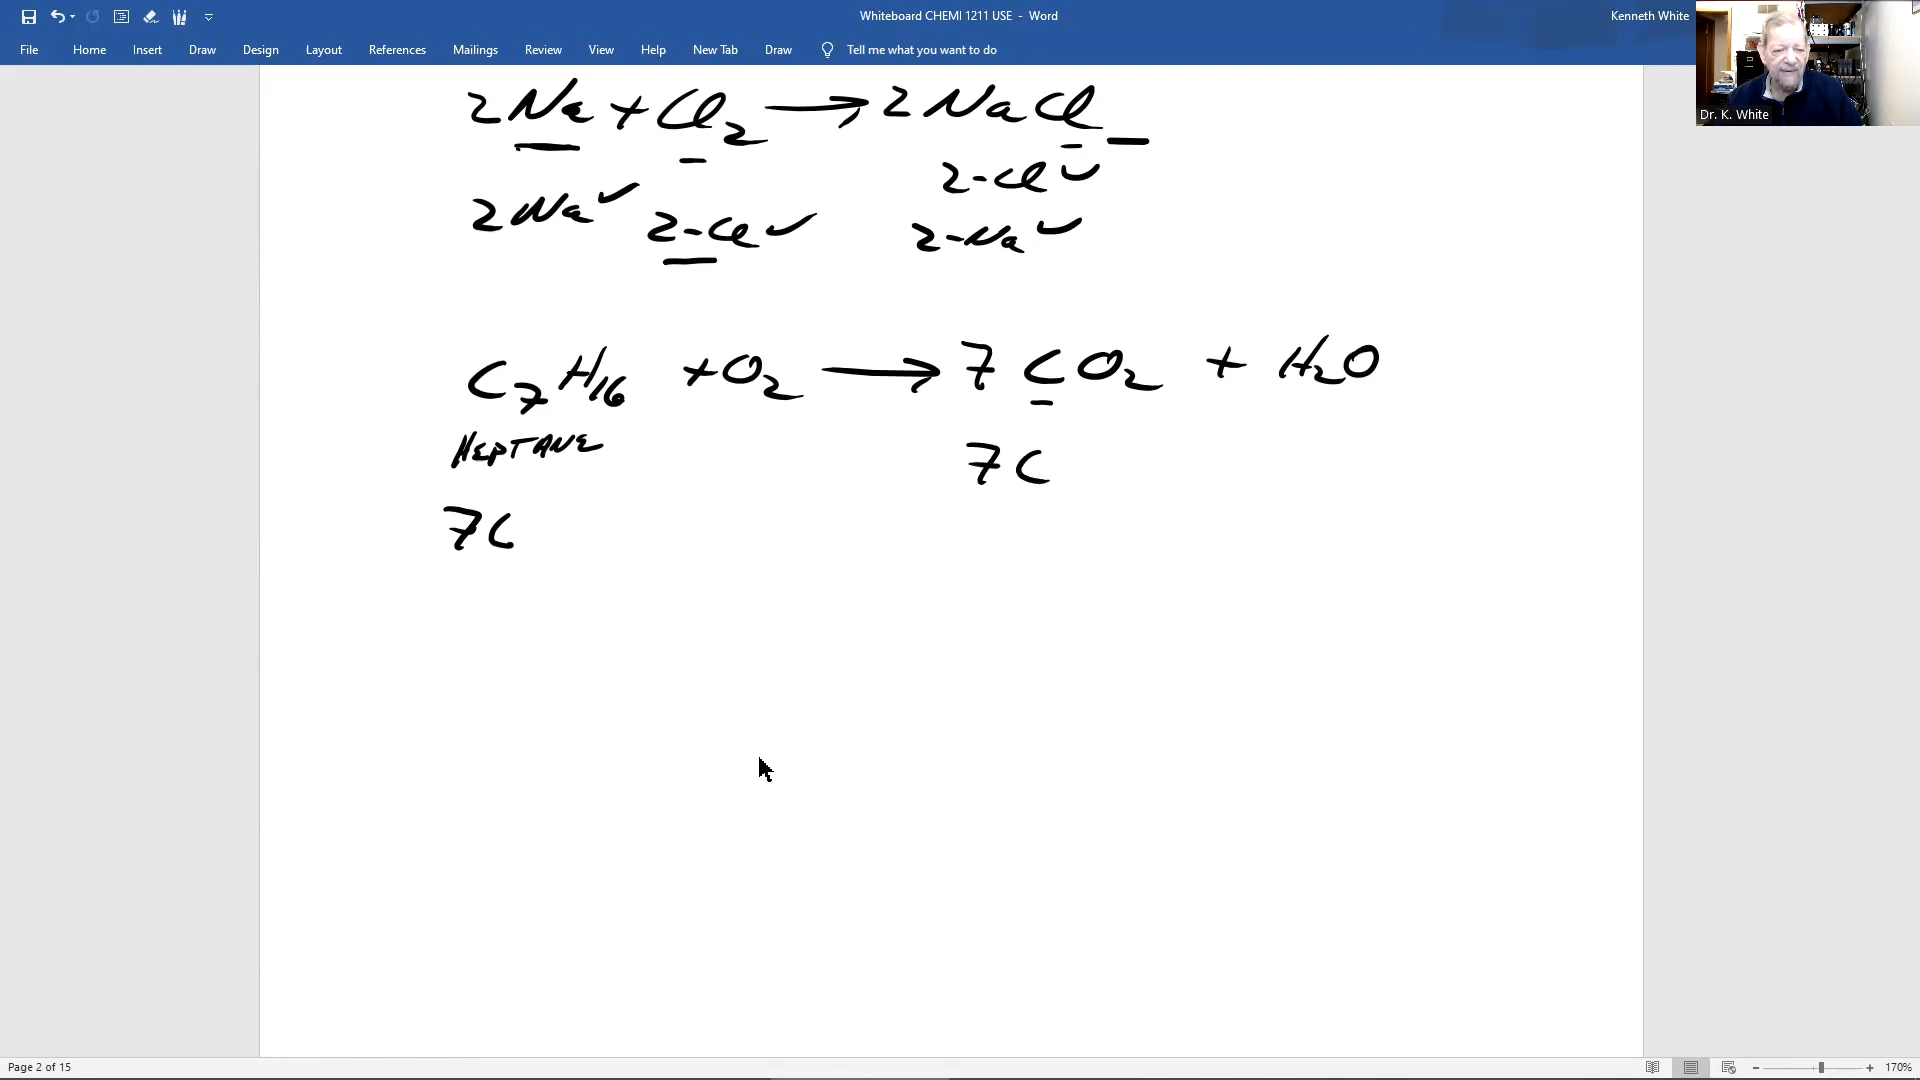 Whiteboard CHEMI 1211 USE - Word
Kenneth White
File Home Insert Draw Design Layout References Mailings Review View Help New Tab Draw Tell me what you want to do
Dr. K. White
2Na + Cl2 → 2NaCl
2-Cl ✓
2Na ✓ 2-Cl ✓ 2-Na ✓
C7H16 + O2 → 7 CO2 + H2O
HEPTANE
7C
7C
Page 2 of 15
170%